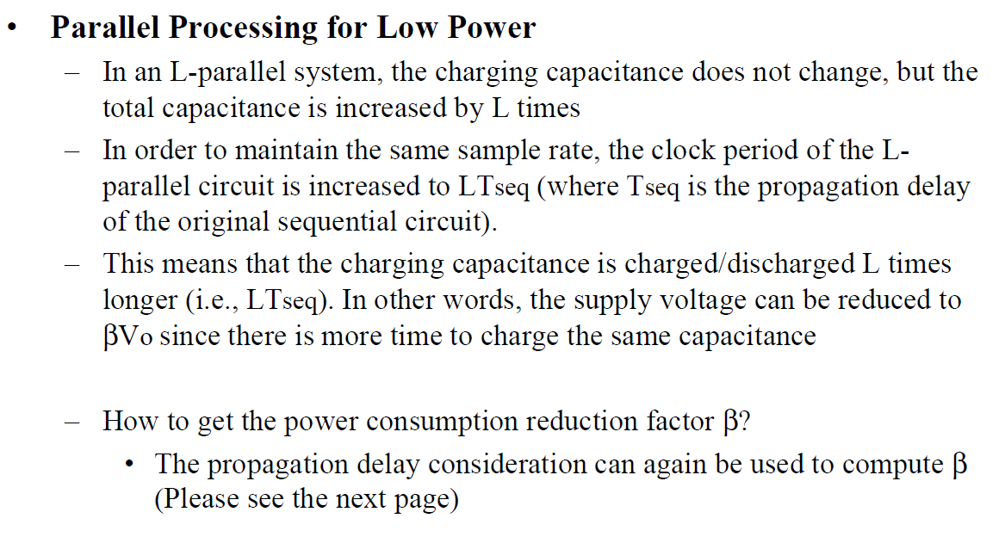 • Parallel Processing for Low Power
– In an L-parallel system, the charging capacitance does not change, but the
total capacitance is increased by L times
– In order to maintain the same sample rate, the clock period of the L-
parallel circuit is increased to LTseq (where Tseq is the propagation delay
of the original sequential circuit).
– This means that the charging capacitance is charged/discharged L times
longer (i.e., LTseq). In other words, the supply voltage can be reduced to
βVo since there is more time to charge the same capacitance
– How to get the power consumption reduction factor β?
• The propagation delay consideration can again be used to compute β
(Please see the next page)